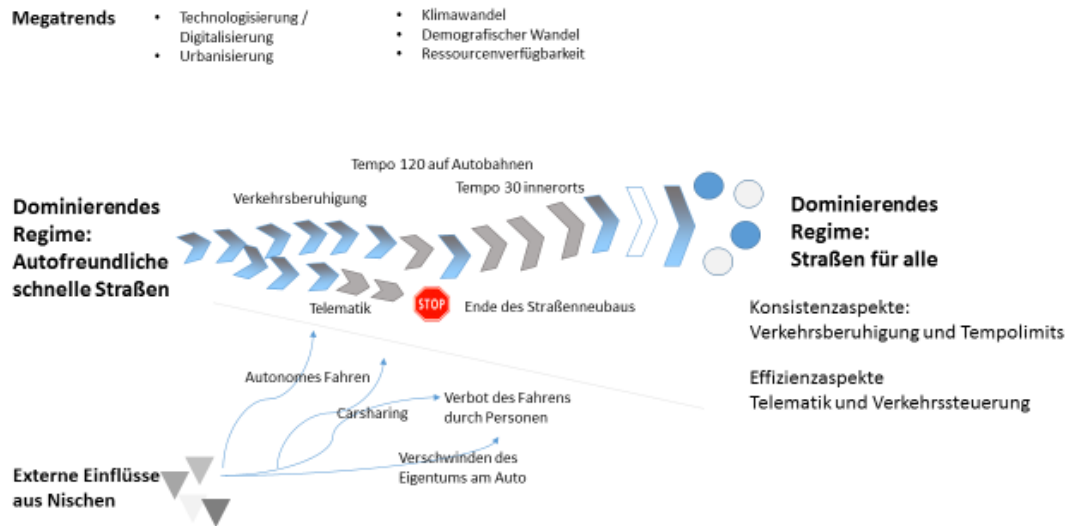 Megatrends
• Technologisierung /
Digitalisierung
• Urbanisierung
• Klimawandel
• Demografischer Wandel
• Ressourcenverfügbarkeit
Tempo 120 auf Autobahnen
Tempo 30 innerorts
Verkehrsberuhigung
Dominierendes
Regime:
Autofreundliche
schnelle Straßen
Telematik
STOP
Ende des Straßenneubaus
Dominierendes
Regime:
Straßen für alle
Konsistenzaspekte:
Verkehrsberuhigung und Tempolimits
Effizienzaspekte
Telematik und Verkehrssteuerung
Autonomes Fahren
Carsharing
Verbot des Fahrens
durch Personen
Verschwinden des
Eigentums am Auto
Externe Einflüsse
aus Nischen